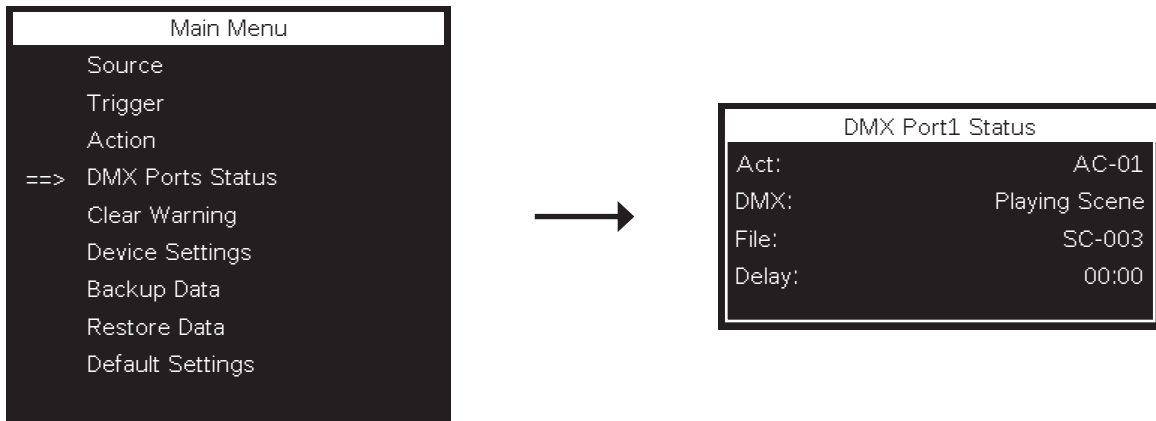 Main Menu
Source
Trigger
Action
==> DMX Ports Status
Clear Warning
Device Settings
Backup Data
Restore Data
Default Settings
DMX Port1 Status
Act: AC-01
DMX: Playing Scene
File: SC-003
Delay: 00:00